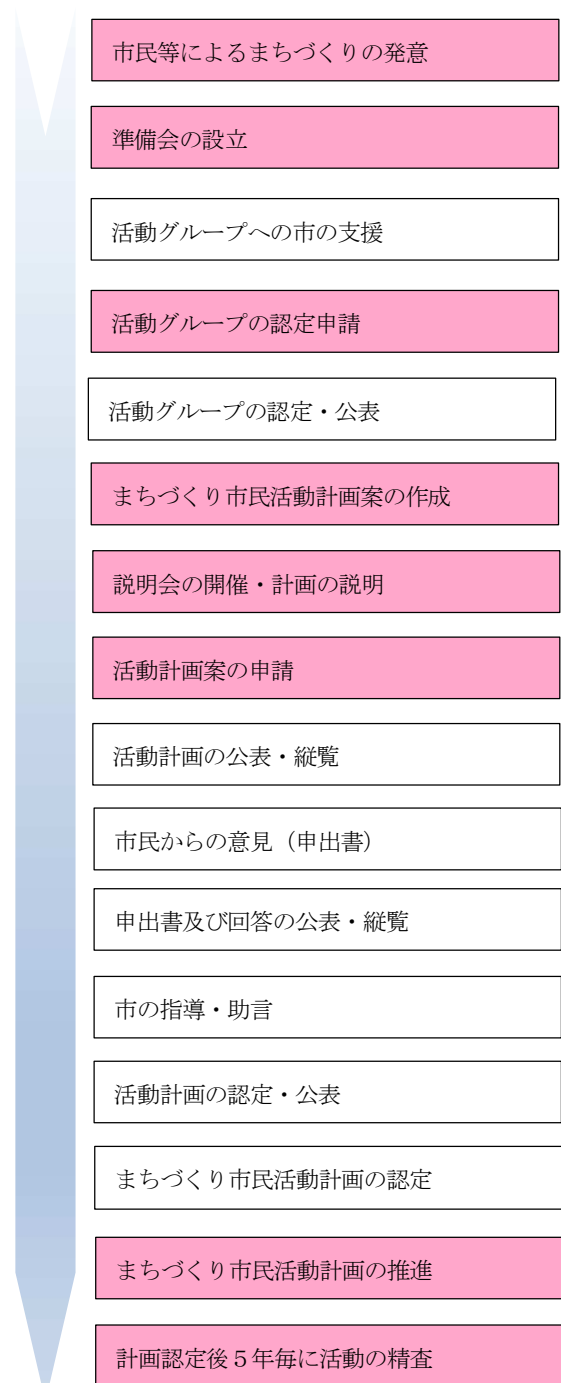 市民等によるまちづくりの発意
準備会の設立
活動グループへの市の支援
活動グループの認定申請
活動グループの認定・公表
まちづくり市民活動計画案の作成
説明会の開催・計画の説明
活動計画案の申請
活動計画の公表・縦覧
市民からの意見（申出書）
申出書及び回答の公表・縦覧
市の指導・助言
活動計画の認定・公表
まちづくり市民活動計画の認定
まちづくり市民活動計画の推進
計画認定後５年毎に活動の精査